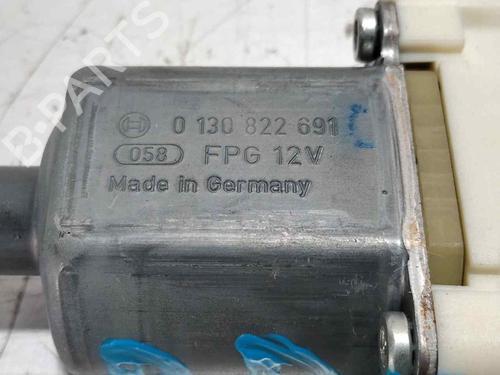 0 130 822 691
058 FPG 12V
Made in Germany
B-PARTS